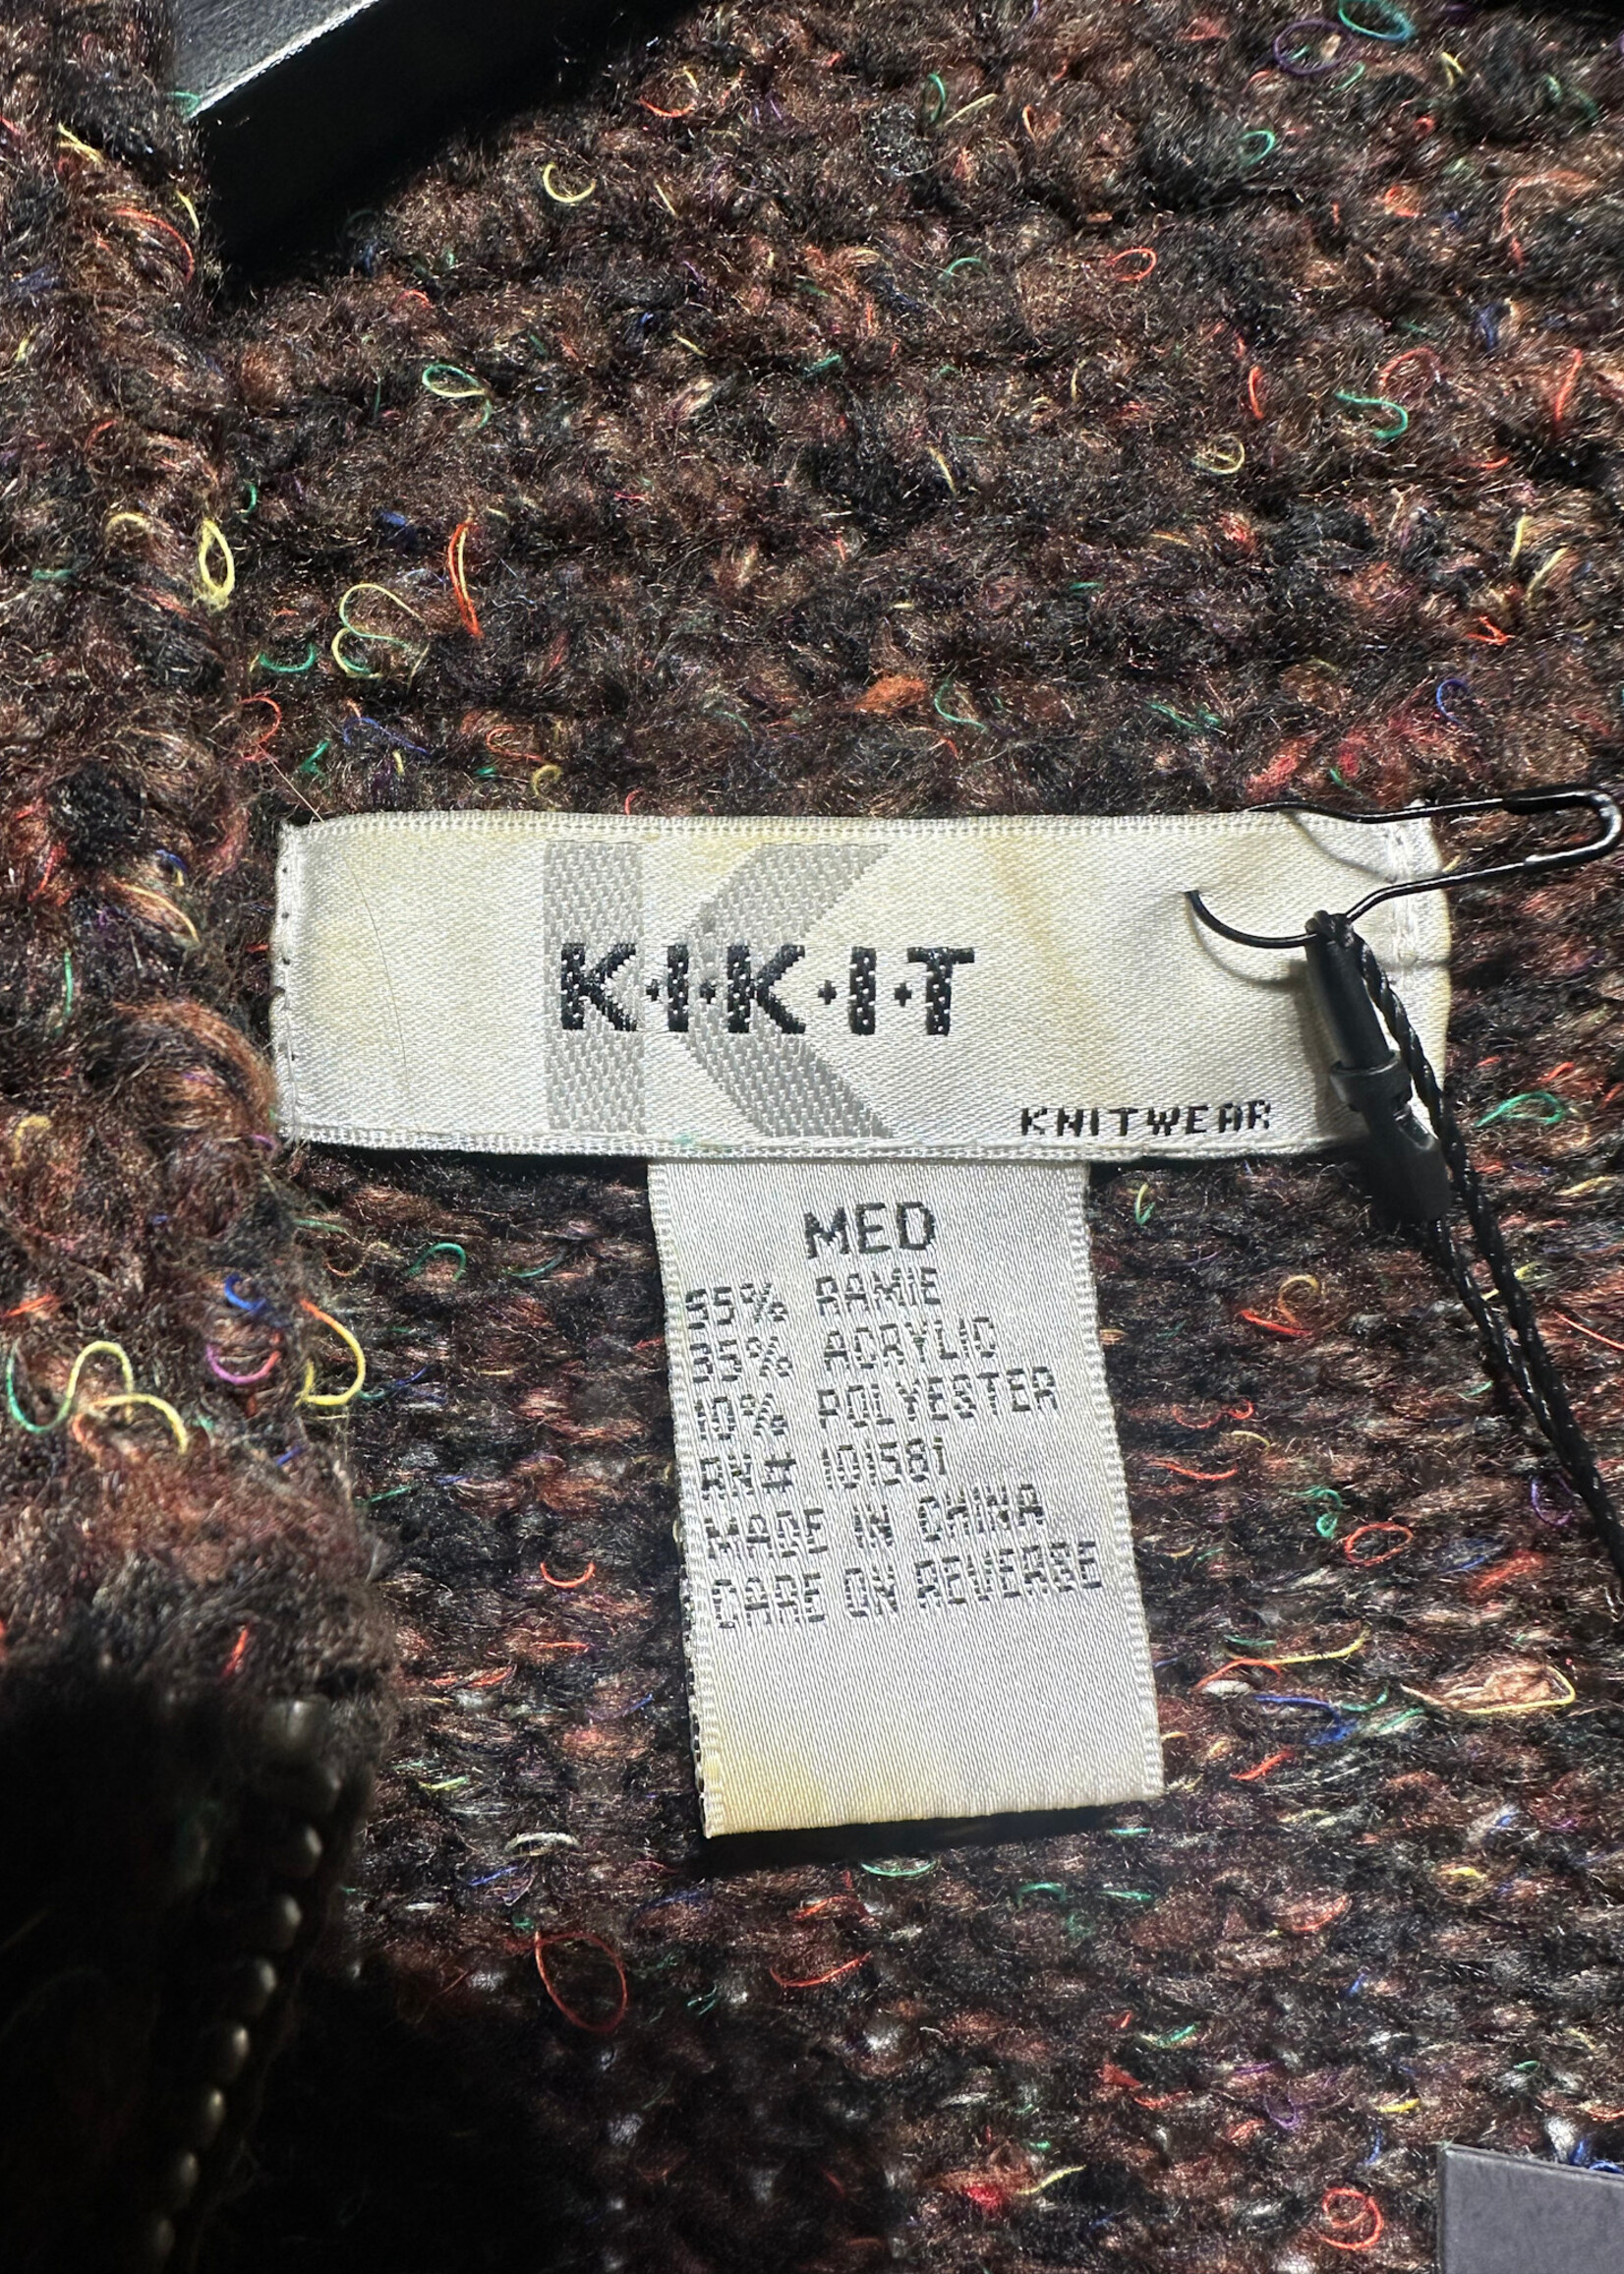 K·I·K·I·T
KNITWEAR
MED
55% RAMIE
35% ACRYLIC
10% POLYESTER
RN# 101581
MADE IN CHINA
CARE ON REVERSE